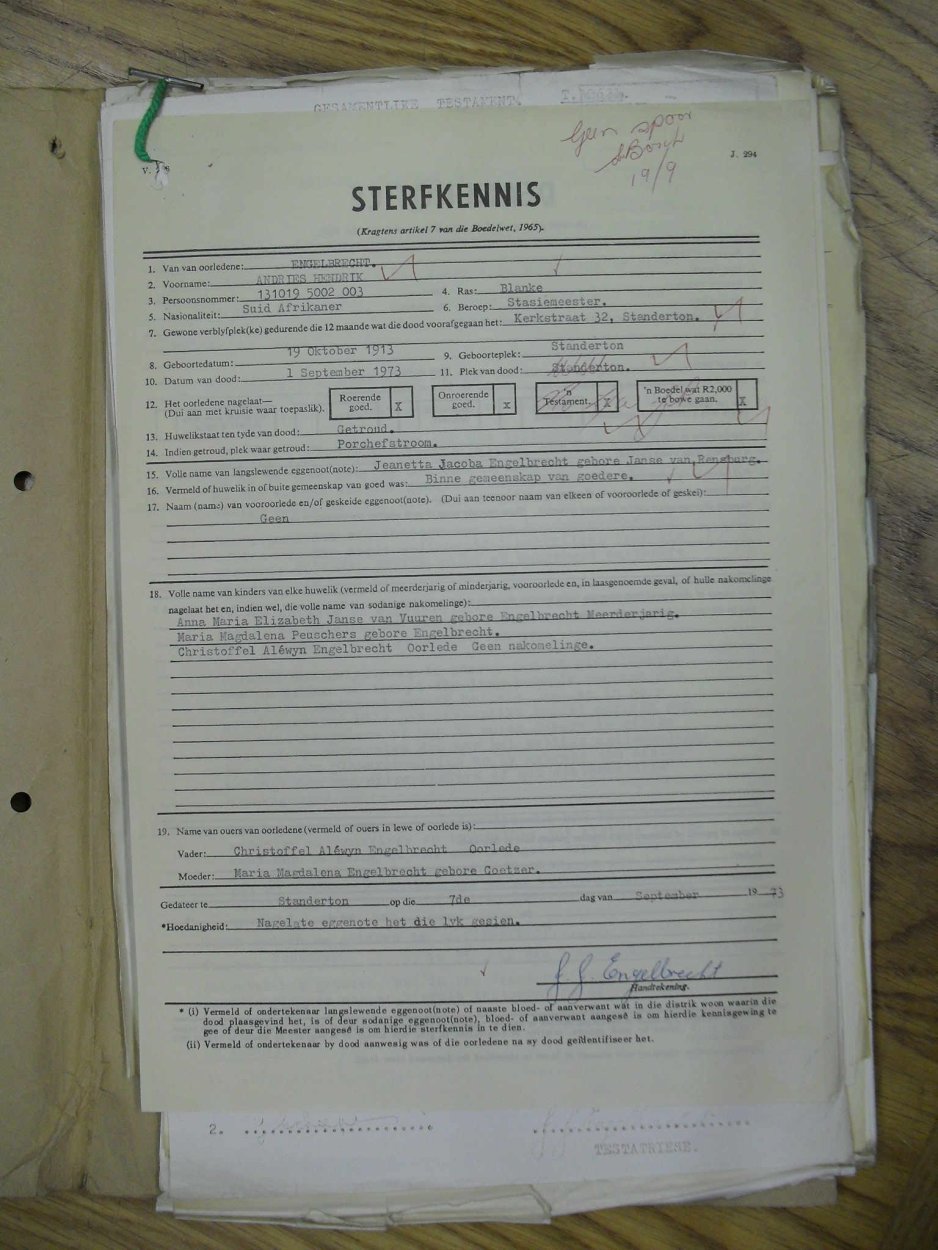 GESAMENTLIKE TESTAMENT.
Geen spoor
19/9
J. 294
STERFKENNIS
(Kragtens artikel 7 van die Boedelwet, 1965).
1. Van van oorledene: ENGELBRECHT.
2. Voorname: ANDRIES HENDRIK
3. Persoonsnommer: 131019 5002 003 4. Ras: Blanke
5. Nasionaliteit: Suid Afrikaner 6. Beroep: Stasiemeester.
7. Gewone verblyfplek(ke) gedurende die 12 maande wat die dood voorafgegaan het: Kerkstraat 32, Standerton.
8. Geboortedatum: 19 Oktober 1913 9. Geboorteplek: Standerton
10. Datum van dood: 1 September 1973 11. Plek van dood: Standerton.
12. Het oorledene nagelaat— Roerende goed. X Onroerende goed. x 'n Testament. X 'n Boedel wat R2,000 te bowe gaan. X
(Dui aan met kruisie waar toepaslik).
13. Huwelikstaat ten tyde van dood: Getroud.
14. Indien getroud, plek waar getroud: Porchefstroom.
15. Volle name van langslewende eggenoot(note): Jeanetta Jacoba Engelbrecht gebore Janse van Rensburg.
16. Vermeld of huwelik in of buite gemeenskap van goed was: Binne gemeenskap van goedere.
17. Naam (name) van vooroorlede en/of geskeide eggenoot(note). (Dui aan teenoor naam van elkeen of vooroorlede of geskei):
Geen
18. Volle name van kinders van elke huwelik (vermeld of meerderjarig of minderjarig, vooroorlede en, in laasgenoemde geval, of hulle nakomelinge
nagelaat het en, indien wel, die volle name van sodanige nakomelinge):
Anna Maria Elizabeth Janse van Vuuren gebore Engelbrecht Meerderjarig.
Maria Magdalena Peuschers gebore Engelbrecht.
Christoffel Aléwyn Engelbrecht Oorlede Geen nakomelinge.
19. Name van ouers van oorledene (vermeld of ouers in lewe of oorlede is):
Vader: Christoffel Aléwyn Engelbrecht Oorlede
Moeder: Maria Magdalena Engelbrecht gebore Coetzer.
Gedateer te Standerton op die 7de dag van September 19 73
*Hoedanigheid: Nagelate eggenote het die lyk gesien.
J. J. Engelbrecht
Handtekening.
* (i) Vermeld of ondertekenaar langslewende eggenoot(note) of naaste bloed- of aanverwant wat in die distrik woon waarin die
dood plaasgevind het, is of deur sodanige eggenoot(note), bloed- of aanverwant aangesê is om hierdie kennisgewing te
gee of deur die Meester aangesê is om hierdie sterfkennis in te dien.
(ii) Vermeld of ondertekenaar by dood aanwesig was of die oorledene na sy dood geïdentifiseer het.
2.
TESTATRIENE.